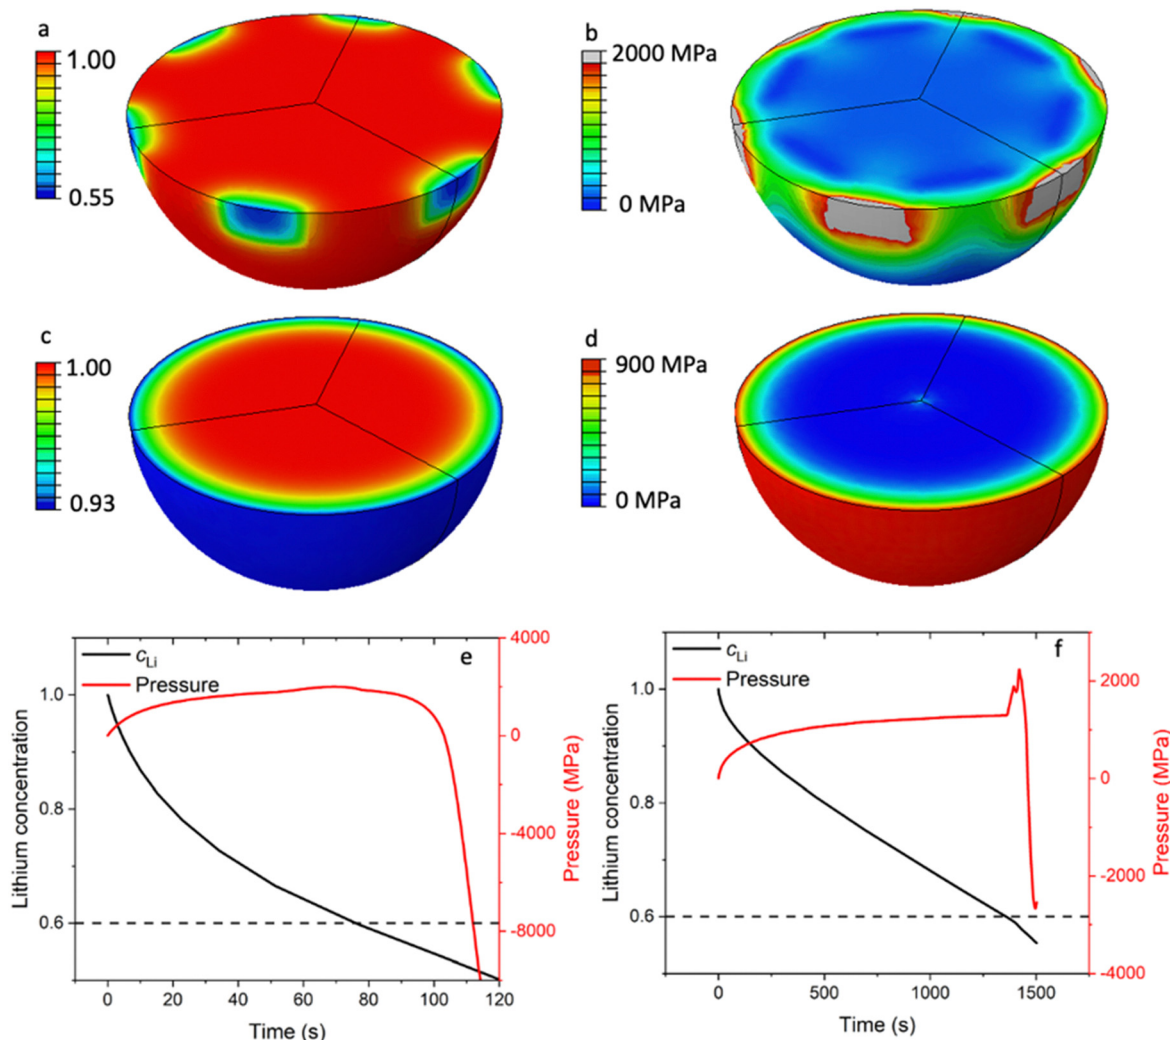 a
1.00
0.55
b
2000 MPa
0 MPa
c
1.00
0.93
d
900 MPa
0 MPa
e
c_Li
Pressure
Lithium concentration
1.0
0.8
0.6
4000
0
-4000
-8000
Pressure (MPa)
0 20 40 60 80 100 120
Time (s)
f
c_Li
Pressure
Lithium concentration
1.0
0.8
0.6
2000
0
-2000
-4000
Pressure (MPa)
0 500 1000 1500
Time (s)